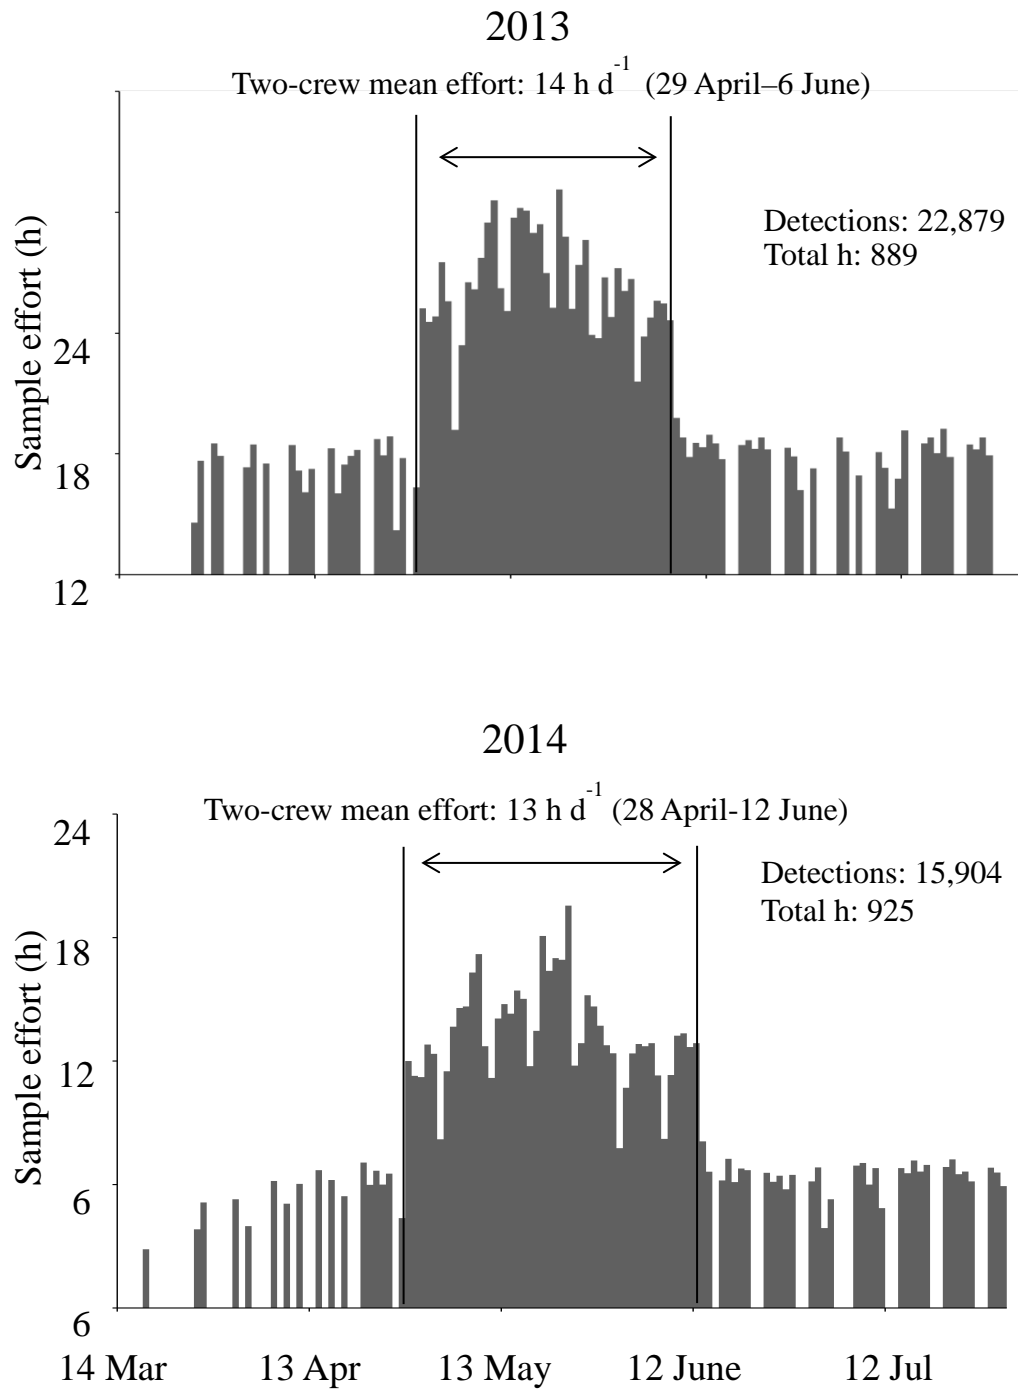 2013
Two-crew mean effort: 14 h d-1 (29 April–6 June)
Detections: 22,879
Total h: 889
Sample effort (h)
24
18
12
2014
Two-crew mean effort: 13 h d-1 (28 April-12 June)
24
Detections: 15,904
Total h: 925
Sample effort (h)
18
12
6
6
14 Mar 13 Apr 13 May 12 June 12 Jul